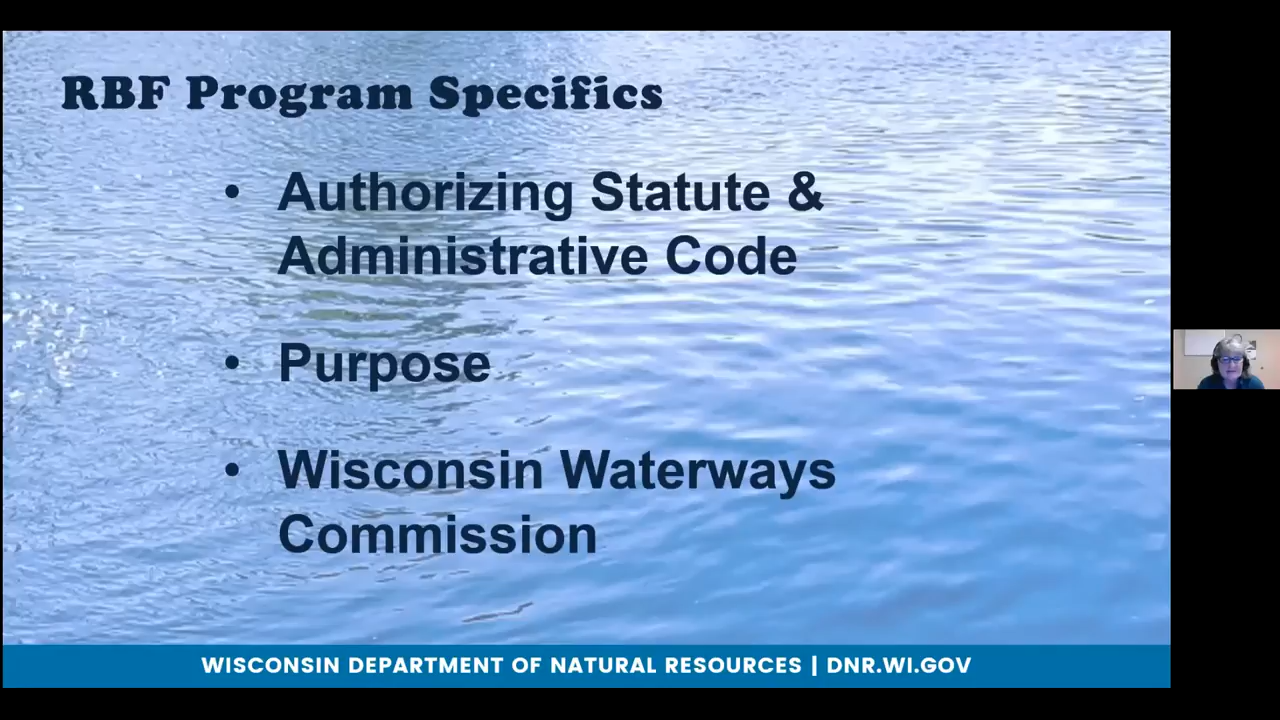 RBF Program Specifics
• Authorizing Statute &
Administrative Code
• Purpose
• Wisconsin Waterways
Commission
WISCONSIN DEPARTMENT OF NATURAL RESOURCES | DNR.WI.GOV